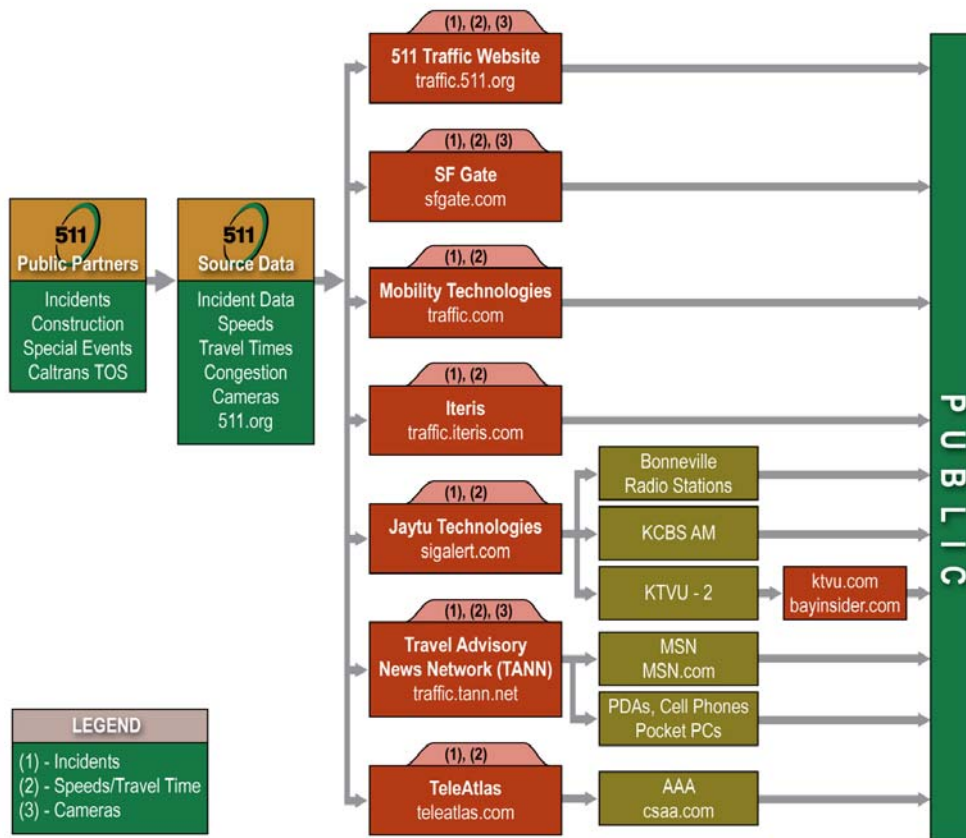 (1), (2), (3)
511 Traffic Website
traffic.511.org
(1), (2), (3)
SF Gate
sfgate.com
511
Public Partners
Incidents
Construction
Special Events
Caltrans TOS
511
Source Data
Incident Data
Speeds
Travel Times
Congestion
Cameras
511.org
(1), (2)
Mobility Technologies
traffic.com
(1), (2)
Iteris
traffic.iteris.com
(1), (2)
Jaytu Technologies
sigalert.com
Bonneville
Radio Stations
KCBS AM
KTVU - 2
ktvu.com
bayinsider.com
(1), (2), (3)
Travel Advisory
News Network (TANN)
traffic.tann.net
MSN
MSN.com
PDAs, Cell Phones
Pocket PCs
(1), (2)
TeleAtlas
teleatlas.com
AAA
csaa.com
PUBLIC
LEGEND
(1) - Incidents
(2) - Speeds/Travel Time
(3) - Cameras